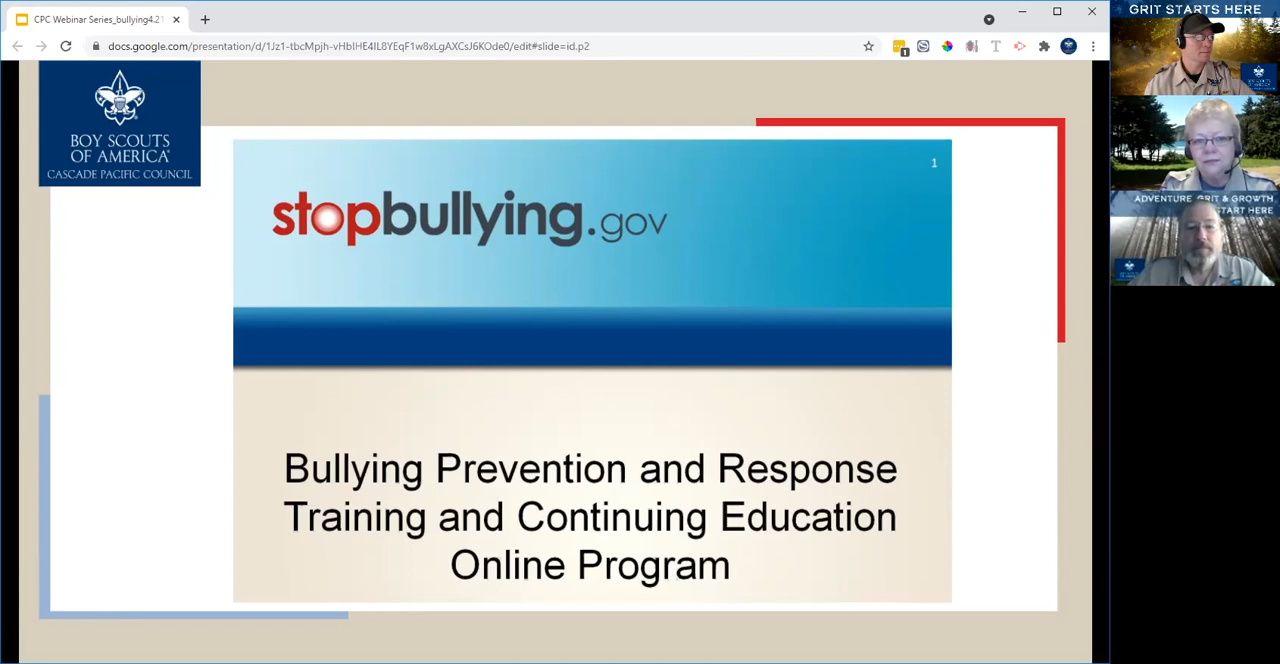 CPC Webinar Series_bullying4.21
docs.google.com/presentation/d/1Jz1-tbcMpjh-vHbIHE4IL8YEqF1w8xLgAXCsJ6KOde0/edit#slide=id.p2
1
BOY SCOUTS
OF AMERICA
CASCADE PACIFIC COUNCIL
1
stopbullying.gov
Bullying Prevention and Response
Training and Continuing Education
Online Program
GRIT STARTS HERE
ADVENTURE, GRIT & GROWTH
START HERE